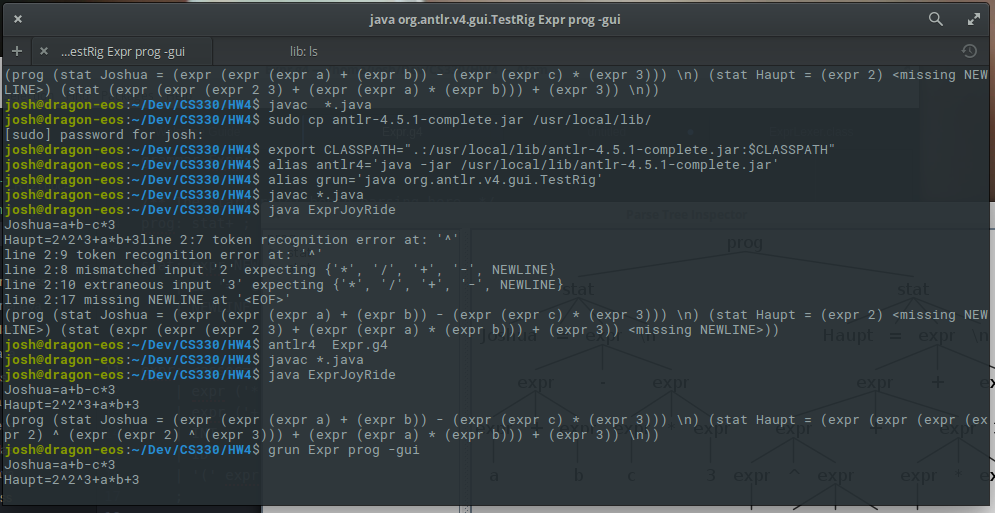 java org.antlr.v4.gui.TestRig Expr prog -gui
...estRig Expr prog -gui
lib: ls
(prog (stat Joshua = (expr (expr (expr a) + (expr b)) - (expr (expr c) * (expr 3))) \n) (stat Haupt = (expr 2) <missing NEW
LINE>) (stat (expr (expr (expr 2 3) + (expr (expr a) * (expr b))) + (expr 3)) \n))
josh@dragon-eos:~/Dev/CS330/HW4$ javac  *.java
josh@dragon-eos:~/Dev/CS330/HW4$ sudo cp antlr-4.5.1-complete.jar /usr/local/lib/
[sudo] password for josh:
josh@dragon-eos:~/Dev/CS330/HW4$ export CLASSPATH=".:/usr/local/lib/antlr-4.5.1-complete.jar:$CLASSPATH"
josh@dragon-eos:~/Dev/CS330/HW4$ alias antlr4='java -jar /usr/local/lib/antlr-4.5.1-complete.jar'
josh@dragon-eos:~/Dev/CS330/HW4$ alias grun='java org.antlr.v4.gui.TestRig'
josh@dragon-eos:~/Dev/CS330/HW4$ javac *.java
josh@dragon-eos:~/Dev/CS330/HW4$ java ExprJoyRide
Joshua=a+b-c*3
Haupt=2^2^3+a*b+3line 2:7 token recognition error at: '^'
line 2:9 token recognition error at: '^'
line 2:8 mismatched input '2' expecting {'*', '/', '+', '-', NEWLINE}
line 2:10 extraneous input '3' expecting {'*', '/', '+', '-', NEWLINE}
line 2:17 missing NEWLINE at '<EOF>'
(prog (stat Joshua = (expr (expr (expr a) + (expr b)) - (expr (expr c) * (expr 3))) \n) (stat Haupt = (expr 2) <missing NEW
LINE>) (stat (expr (expr (expr 2 3) + (expr (expr a) * (expr b))) + (expr 3)) <missing NEWLINE>))
josh@dragon-eos:~/Dev/CS330/HW4$ antlr4  Expr.g4
josh@dragon-eos:~/Dev/CS330/HW4$ javac *.java
josh@dragon-eos:~/Dev/CS330/HW4$ java ExprJoyRide
Joshua=a+b-c*3
Haupt=2^2^3+a*b+3
(prog (stat Joshua = (expr (expr (expr a) + (expr b)) - (expr (expr c) * (expr 3))) \n) (stat Haupt = (expr (expr (expr (ex
pr 2) ^ (expr (expr 2) ^ (expr 3))) + (expr (expr a) * (expr b))) + (expr 3)) \n))
josh@dragon-eos:~/Dev/CS330/HW4$ grun Expr prog -gui
Joshua=a+b-c*3
Haupt=2^2^3+a*b+3
prog
stat stat
Joshua = expr \n Haupt = expr \n
expr - expr expr +
a b c 3 expr ^ expr expr * ex